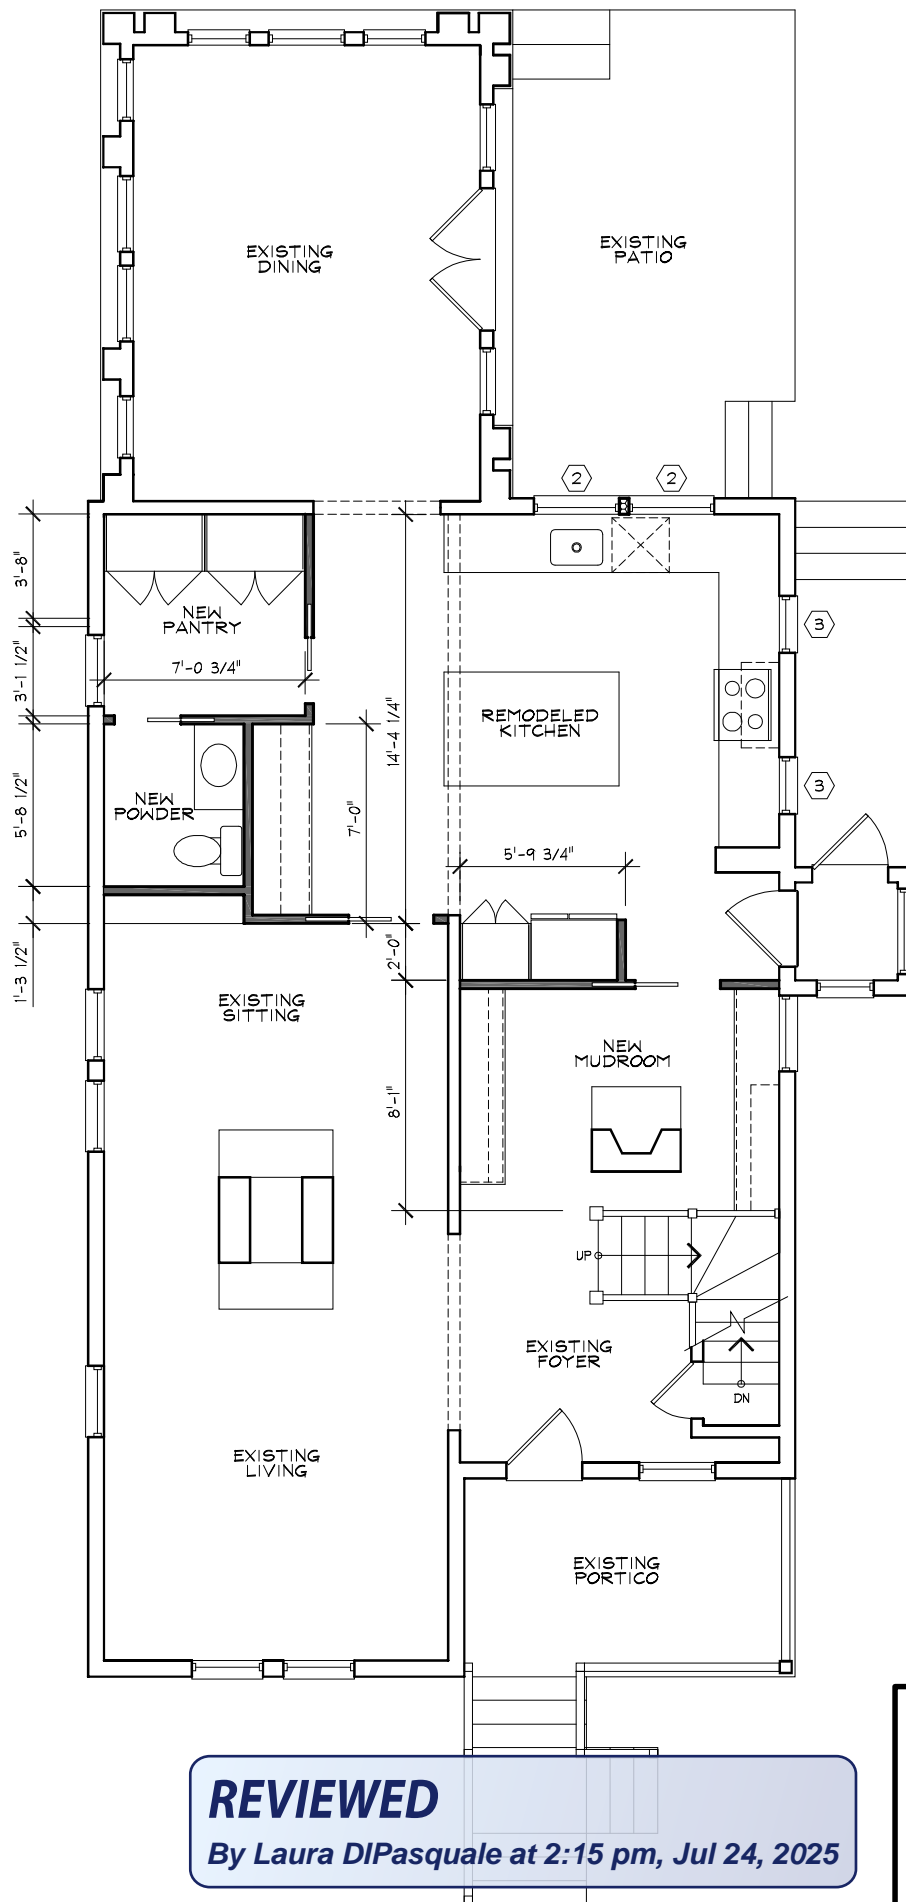 EXISTING
DINING
EXISTING
PATIO
2
2
3'-8"
NEW
PANTRY
3
3'-1 1/2"
7'-0 3/4"
14'-4 1/4"
REMODELED
KITCHEN
5'-8 1/2"
NEW
POWDER
7'-0"
3
5'-9 3/4"
1'-3 1/2"
2'-0"
EXISTING
SITTING
NEW
MUDROOM
8'-1"
UP
EXISTING
FOYER
DN
EXISTING
LIVING
EXISTING
PORTICO
REVIEWED
By Laura DIPasquale at 2:15 pm, Jul 24, 2025